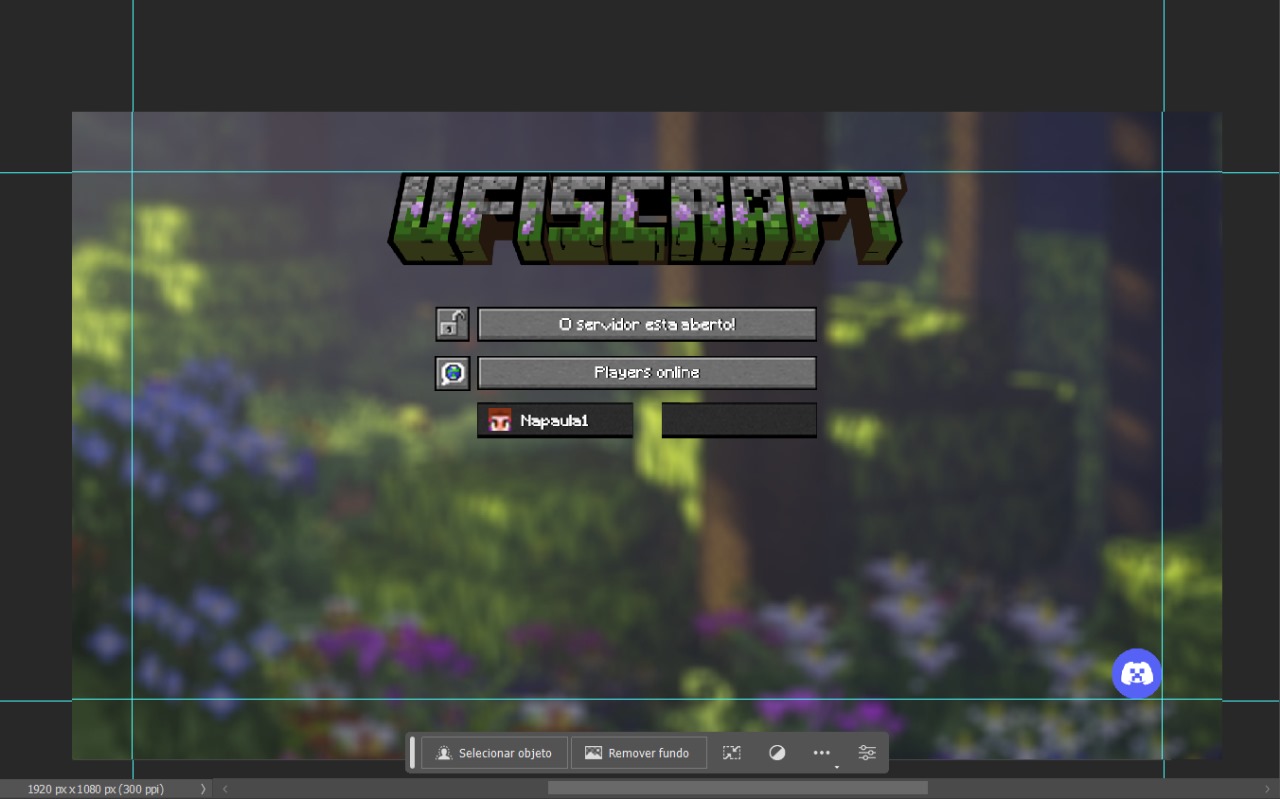 UFISCRAFT
O servidor esta aberto!
Players online
Napaula1
Selecionar objeto
Remover fundo
1920 px x 1080 px (300 ppi)